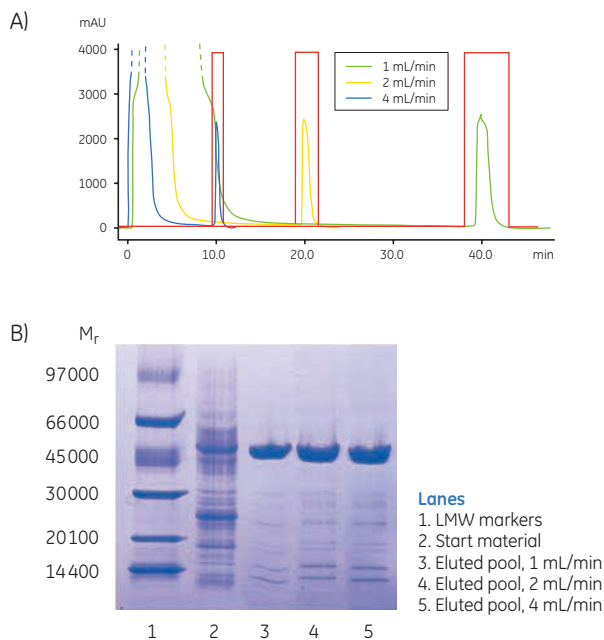 A)
mAU
4000
3000
2000
1000
0
1 mL/min
2 mL/min
4 mL/min
0 10.0 20.0 30.0 40.0 min
B)
Mr
97000
66000
45000
30000
20100
14400
1 2 3 4 5
Lanes
1. LMW markers
2. Start material
3. Eluted pool, 1 mL/min
4. Eluted pool, 2 mL/min
5. Eluted pool, 4 mL/min